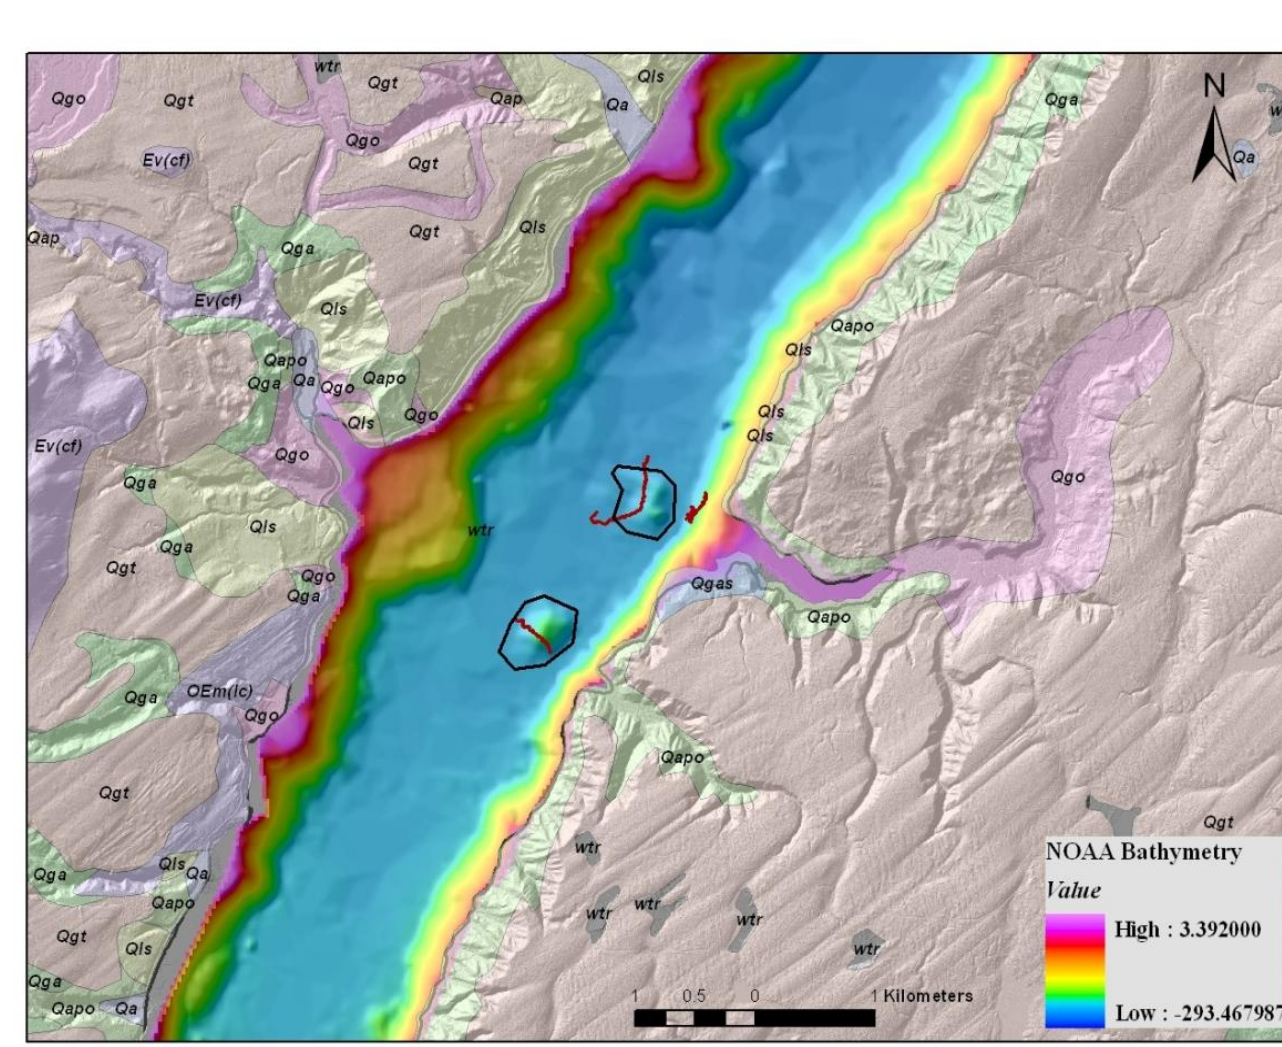 wtr
Qls
Qgt
Qgo
Qgt
Qap
Qa
Qga
N
w
Qgo
Ev(cf)
Qgt
Qa
Qap
Qga
Qgt
Qls
Ev(cf)
Qls
Qapo
Qls
Qapo
Qga
Qa
Qgo
Qapo
Qls
Qgo
Qls
Qls
Ev(cf)
Qgo
Qga
Qgo
Qls
wtr
Qga
Qgt
Qgo
Qga
Qgas
Qapo
Qga
OEm(lc)
Qgo
Qapo
Qgt
Qgt
wtr
NOAA Bathymetry
Qga
Qls
Qa
Value
Qapo
wtr
wtr
wtr
High : 3.392000
Qgt
Qls
wtr
Qga
1 0.5 0 1 Kilometers
Qapo
Qa
Low : -293.467987